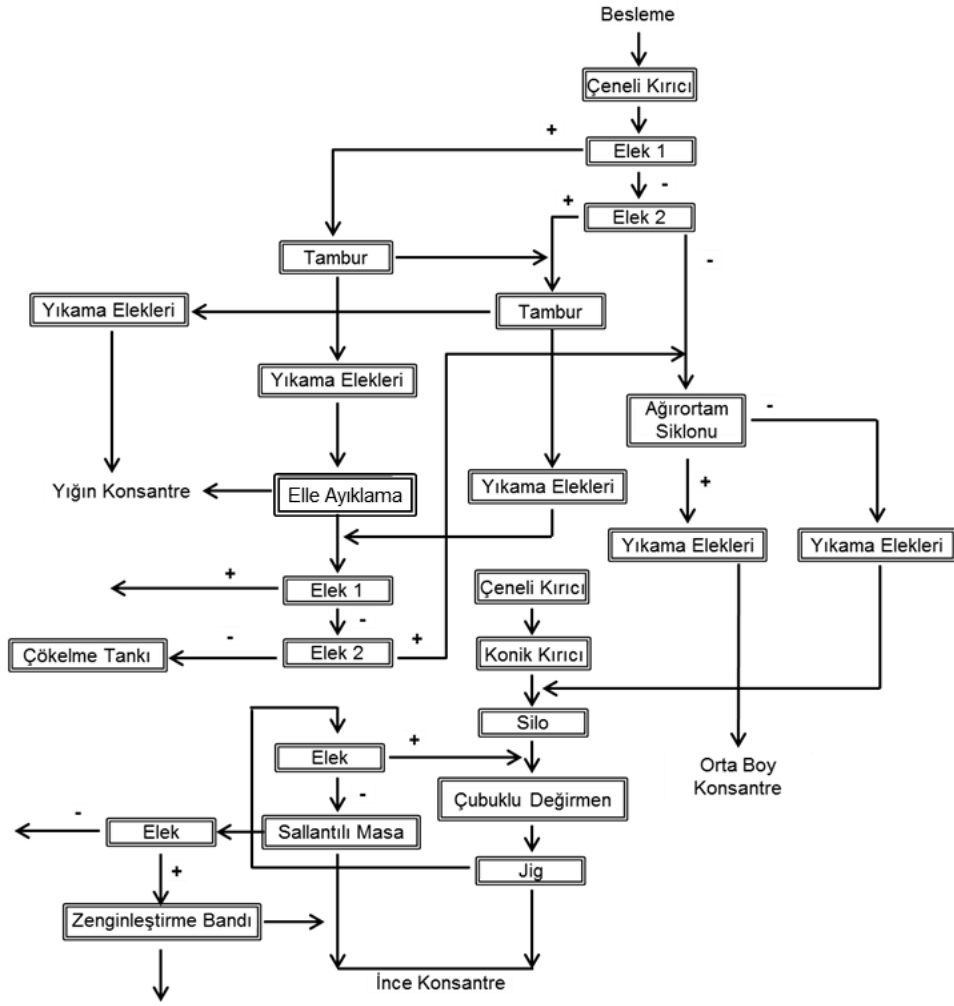 Besleme
Çeneli Kırıcı
+
Elek 1
-
+
Elek 2
-
Tambur
Yıkama Elekleri
Tambur
Yıkama Elekleri
Ağırortam
Siklonu
-
+
Yığın Konsantre
Elle Ayıklama
Yıkama Elekleri
Yıkama Elekleri
Yıkama Elekleri
+
Elek 1
Çeneli Kırıcı
-
Çökelme Tankı
-
Elek 2
+
Konik Kırıcı
Silo
Elek
+
Orta Boy
Konsantre
-
Çubuklu Değirmen
-
Elek
Sallantılı Masa
+
Jig
Zenginleştirme Bandı
İnce Konsantre